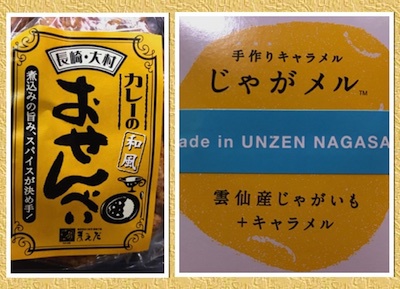 長崎・大村
カレーの
和風
おせんべい
煮込みの旨み、スパイスが決め手!
手作りキャラメル
じゃがメル™
ade in UNZEN NAGASA
雲仙産じゃがいも
+キャラメル